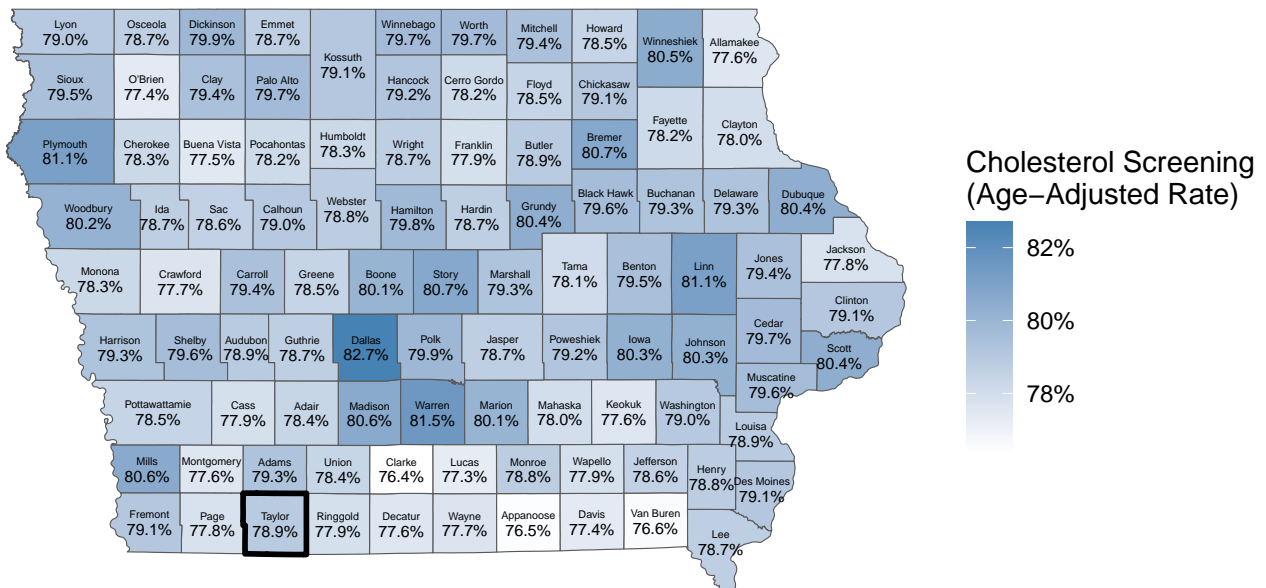 Lyon
79.0%
Osceola
78.7%
Dickinson
79.9%
Emmet
78.7%
Kossuth
79.1%
Winnebago
79.7%
Worth
79.7%
Mitchell
79.4%
Howard
78.5%
Winneshiek
80.5%
Allamakee
77.6%
Sioux
79.5%
O'Brien
77.4%
Clay
79.4%
Palo Alto
79.7%
Hancock
79.2%
Cerro Gordo
78.2%
Floyd
78.5%
Chickasaw
79.1%
Fayette
78.2%
Clayton
78.0%
Plymouth
81.1%
Cherokee
78.3%
Buena Vista
77.5%
Pocahontas
78.2%
Humboldt
78.3%
Wright
78.7%
Franklin
77.9%
Butler
78.9%
Bremer
80.7%
Woodbury
80.2%
Ida
78.7%
Sac
78.6%
Calhoun
79.0%
Webster
78.8%
Hamilton
79.8%
Hardin
78.7%
Grundy
80.4%
Black Hawk
79.6%
Buchanan
79.3%
Delaware
79.3%
Dubuque
80.4%
Monona
78.3%
Crawford
77.7%
Carroll
79.4%
Greene
78.5%
Boone
80.1%
Story
80.7%
Marshall
79.3%
Tama
78.1%
Benton
79.5%
Linn
81.1%
Jones
79.4%
Jackson
77.8%
Clinton
79.1%
Harrison
79.3%
Shelby
79.6%
Audubon
78.9%
Guthrie
78.7%
Dallas
82.7%
Polk
79.9%
Jasper
78.7%
Poweshiek
79.2%
Iowa
80.3%
Johnson
80.3%
Cedar
79.7%
Scott
80.4%
Muscatine
79.6%
Pottawattamie
78.5%
Cass
77.9%
Adair
78.4%
Madison
80.6%
Warren
81.5%
Marion
80.1%
Mahaska
78.0%
Keokuk
77.6%
Washington
79.0%
Louisa
78.9%
Mills
80.6%
Montgomery
77.6%
Adams
79.3%
Union
78.4%
Clarke
76.4%
Lucas
77.3%
Monroe
78.8%
Wapello
77.9%
Jefferson
78.6%
Henry
78.8%
Des Moines
79.1%
Fremont
79.1%
Page
77.8%
Taylor
78.9%
Ringgold
77.9%
Decatur
77.6%
Wayne
77.7%
Appanoose
76.5%
Davis
77.4%
Van Buren
76.6%
Lee
78.7%
Cholesterol Screening
(Age−Adjusted Rate)
82%
80%
78%